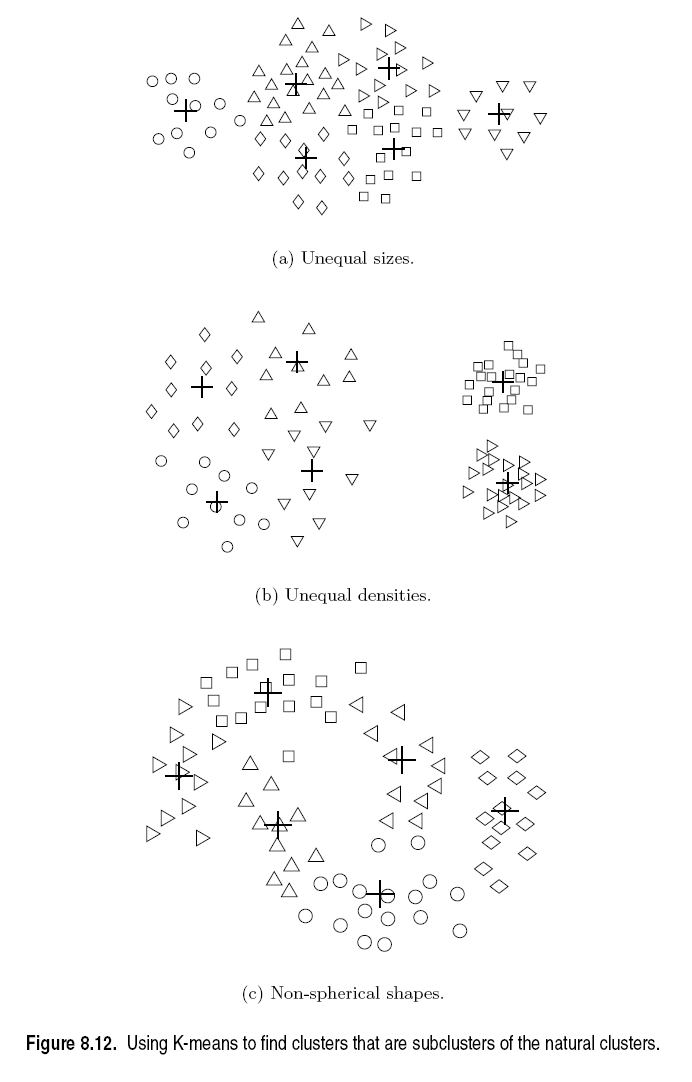 (a) Unequal sizes.
(b) Unequal densities.
(c) Non-spherical shapes.
Figure 8.12. Using K-means to find clusters that are subclusters of the natural clusters.